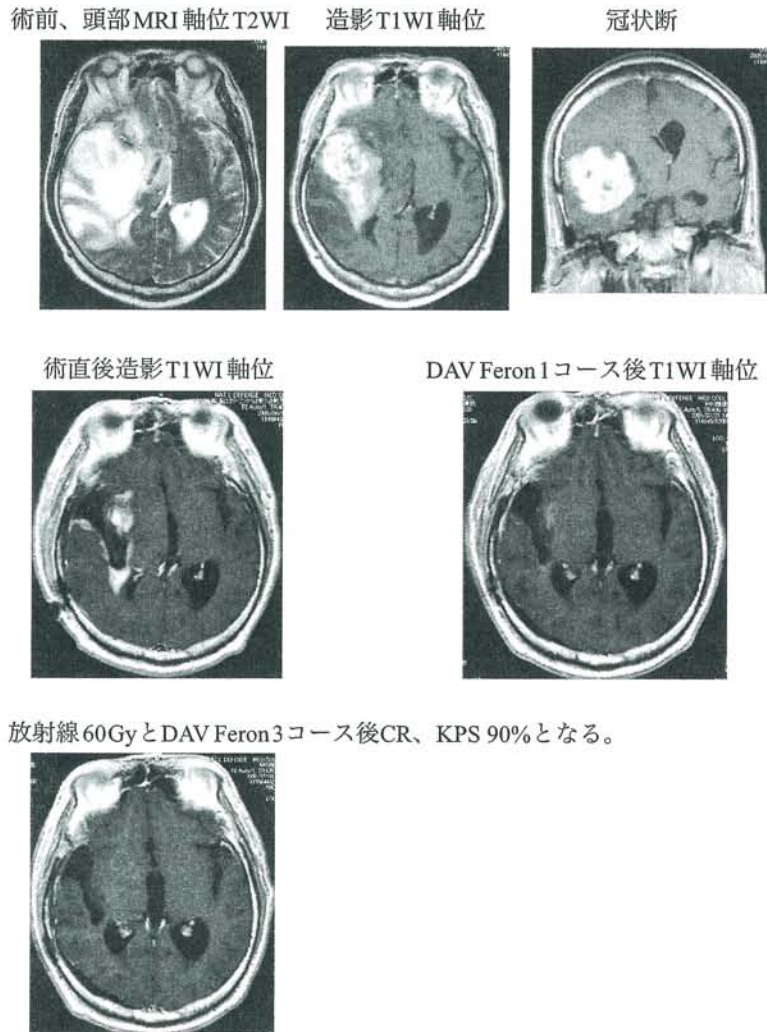 術前、頭部MRI 軸位T2WI
造影T1WI 軸位
冠状断
術直後造影T1WI 軸位
DAV Feron 1コース後T1WI 軸位
放射線60GyとDAV Feron 3コース後CR、KPS 90%となる。